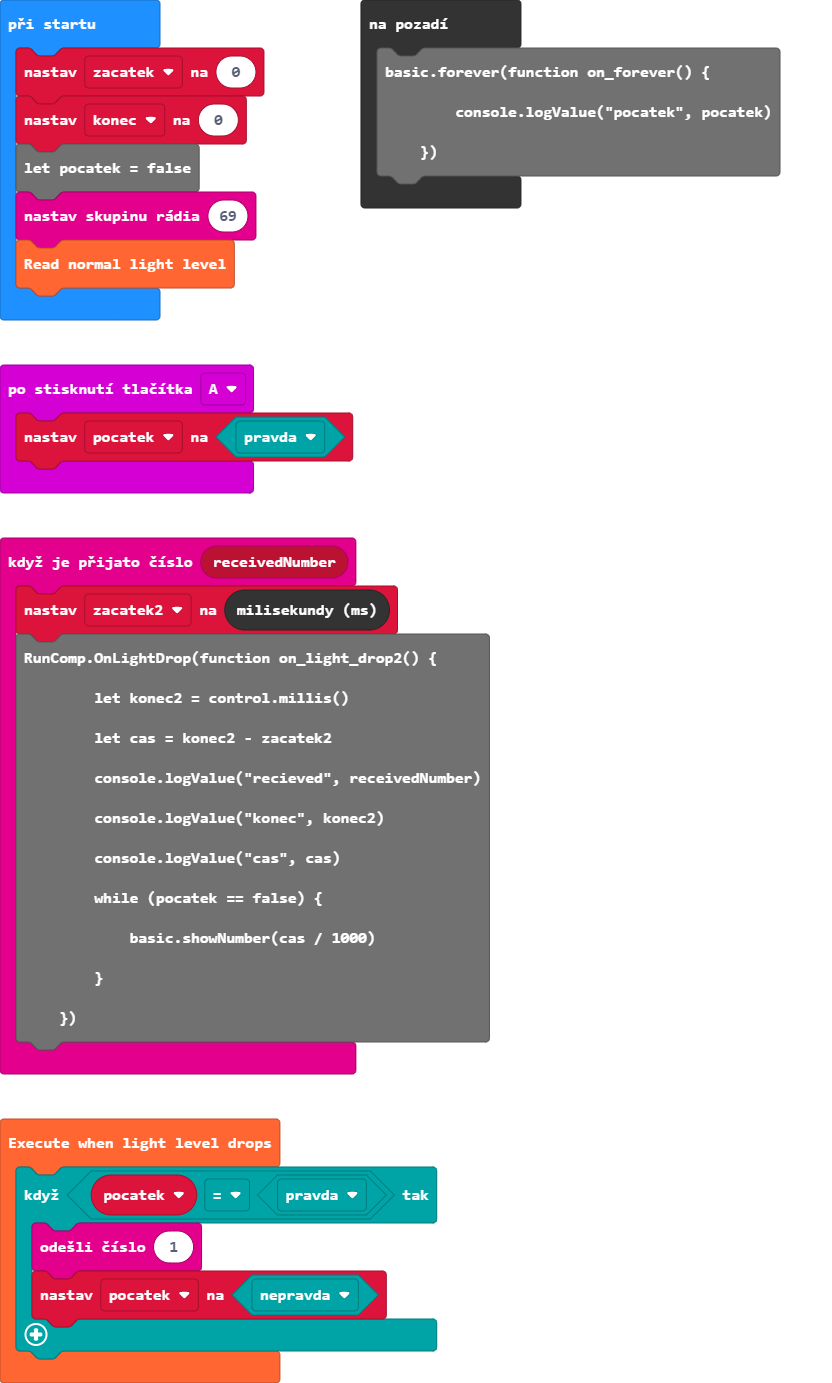 při startu
nastav zacatek na 0
nastav konec na 0
let pocatek = false
nastav skupinu rádia 69
Read normal light level
na pozadí
basic.forever(function on_forever() {
console.logValue("pocatek", pocatek)
})
po stisknutí tlačítka A
nastav pocatek na pravda
když je přijato číslo receivedNumber
nastav zacatek2 na milisekundy (ms)
RunComp.OnLightDrop(function on_light_drop2() {
let konec2 = control.millis()
let cas = konec2 - zacatek2
console.logValue("recieved", receivedNumber)
console.logValue("konec", konec2)
console.logValue("cas", cas)
while (pocatek == false) {
basic.showNumber(cas / 1000)
}
})
Execute when light level drops
když pocatek = pravda tak
odešli číslo 1
nastav pocatek na nepravda